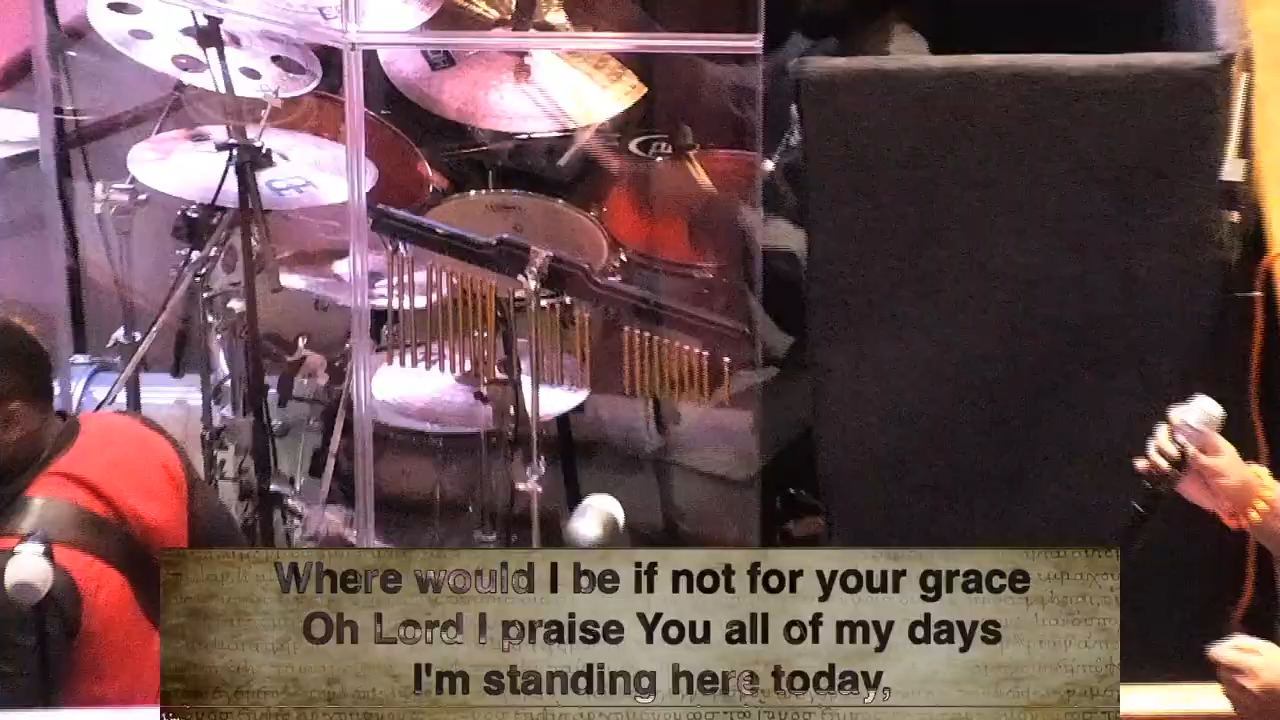 Where would I be if not for your grace
Oh Lord I praise You all of my days
I'm standing here today,